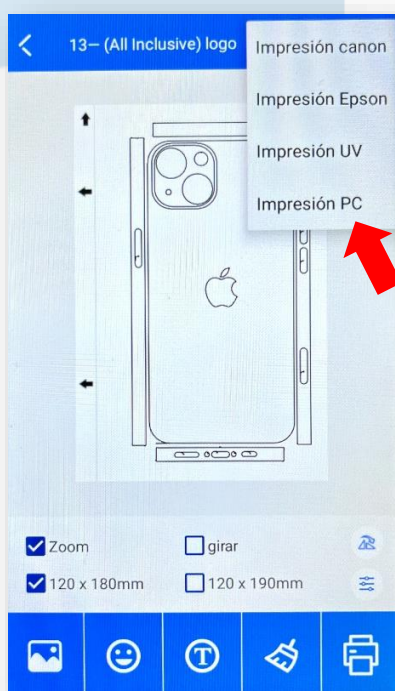 13– (All Inclusive) logo
Impresión canon
Impresión Epson
Impresión UV
Impresión PC
Zoom
girar
120 x 180mm
120 x 190mm
T